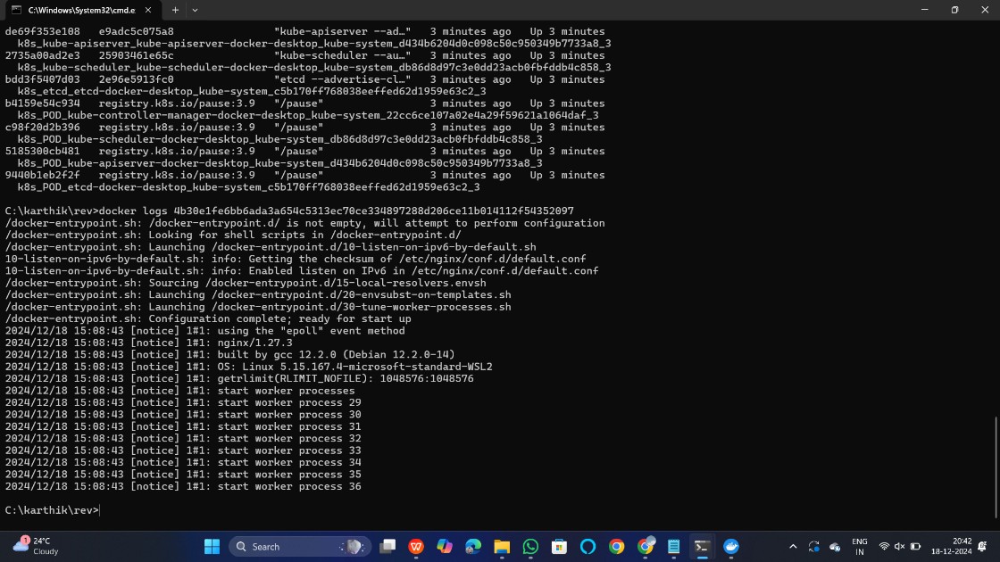 C:\Windows\System32\cmd.e
de69f353e108   e9adc5c075a8   "kube-apiserver --ad…"   3 minutes ago   Up 3 minutes
k8s_kube-apiserver_kube-apiserver-docker-desktop_kube-system_d434b6204d0c098c50c950349b7733a8_3
2735a00ad2e3   25903461e65c   "kube-scheduler --au…"   3 minutes ago   Up 3 minutes
k8s_kube-scheduler_kube-scheduler-docker-desktop_kube-system_db86d8d97c3e0dd23acb0fbfddb4c858_3
bdd3f5407d03   2e96e5913fc0   "etcd --advertise-cl…"   3 minutes ago   Up 3 minutes
k8s_etcd_etcd-docker-desktop_kube-system_c5b170ff768038eeffed62d1959e63c2_3
b4159e54c934   registry.k8s.io/pause:3.9   "/pause"   3 minutes ago   Up 3 minutes
k8s_POD_kube-controller-manager-docker-desktop_kube-system_22cc6ce107a02e4a29f59621a1064daf_3
c98f20d2b396   registry.k8s.io/pause:3.9   "/pause"   3 minutes ago   Up 3 minutes
k8s_POD_kube-scheduler-docker-desktop_kube-system_db86d8d97c3e0dd23acb0fbfddb4c858_3
5185300cb481   registry.k8s.io/pause:3.9   "/pause"   3 minutes ago   Up 3 minutes
k8s_POD_kube-apiserver-docker-desktop_kube-system_d434b6204d0c098c50c950349b7733a8_3
9440b1eb2f2f   registry.k8s.io/pause:3.9   "/pause"   3 minutes ago   Up 3 minutes
k8s_POD_etcd-docker-desktop_kube-system_c5b170ff768038eeffed62d1959e63c2_3
C:\karthik\rev>docker logs 4b30e1fe6bb6ada3a654c5313ec70ce334897288d206ce11b014112f54352097
/docker-entrypoint.sh: /docker-entrypoint.d/ is not empty, will attempt to perform configuration
/docker-entrypoint.sh: Looking for shell scripts in /docker-entrypoint.d/
/docker-entrypoint.sh: Launching /docker-entrypoint.d/10-listen-on-ipv6-by-default.sh
10-listen-on-ipv6-by-default.sh: info: Getting the checksum of /etc/nginx/conf.d/default.conf
10-listen-on-ipv6-by-default.sh: info: Enabled listen on IPv6 in /etc/nginx/conf.d/default.conf
/docker-entrypoint.sh: Sourcing /docker-entrypoint.d/15-local-resolvers.envsh
/docker-entrypoint.sh: Launching /docker-entrypoint.d/20-envsubst-on-templates.sh
/docker-entrypoint.sh: Launching /docker-entrypoint.d/30-tune-worker-processes.sh
/docker-entrypoint.sh: Configuration complete; ready for start up
2024/12/18 15:08:43 [notice] 1#1: using the "epoll" event method
2024/12/18 15:08:43 [notice] 1#1: nginx/1.27.3
2024/12/18 15:08:43 [notice] 1#1: built by gcc 12.2.0 (Debian 12.2.0-14)
2024/12/18 15:08:43 [notice] 1#1: OS: Linux 5.15.167.4-microsoft-standard-WSL2
2024/12/18 15:08:43 [notice] 1#1: getrlimit(RLIMIT_NOFILE): 1048576:1048576
2024/12/18 15:08:43 [notice] 1#1: start worker processes
2024/12/18 15:08:43 [notice] 1#1: start worker process 29
2024/12/18 15:08:43 [notice] 1#1: start worker process 30
2024/12/18 15:08:43 [notice] 1#1: start worker process 31
2024/12/18 15:08:43 [notice] 1#1: start worker process 32
2024/12/18 15:08:43 [notice] 1#1: start worker process 33
2024/12/18 15:08:43 [notice] 1#1: start worker process 34
2024/12/18 15:08:43 [notice] 1#1: start worker process 35
2024/12/18 15:08:43 [notice] 1#1: start worker process 36
C:\karthik\rev>
1
24°C
Cloudy
Search
ENG
IN
20:42
18-12-2024